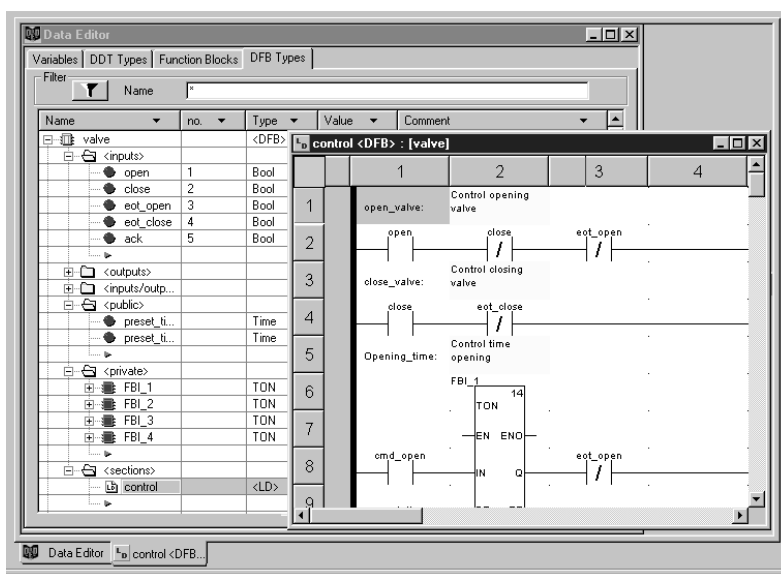 Data Editor
Variables DDT Types Function Blocks DFB Types
Filter
Name *
Name no. Type Value Comment
valve <DFB>
<inputs>
open 1 Bool
close 2 Bool
eot_open 3 Bool
eot_close 4 Bool
ack 5 Bool
<outputs>
<inputs/outp...
<public>
preset_ti... Time
preset_ti... Time
<private>
FBI_1 TON
FBI_2 TON
FBI_3 TON
FBI_4 TON
<sections>
control <LD>
control <DFB> : [valve]
1 2 3 4
1 open_valve: Control opening
valve
2 open close eot_open
3 close_valve: Control closing
valve
4 close eot_close
5 Opening_time: Control time
opening
6 FBI_1 14
TON
7 EN ENO
8 cmd_open IN Q eot_open
9
Data Editor control <DFB...